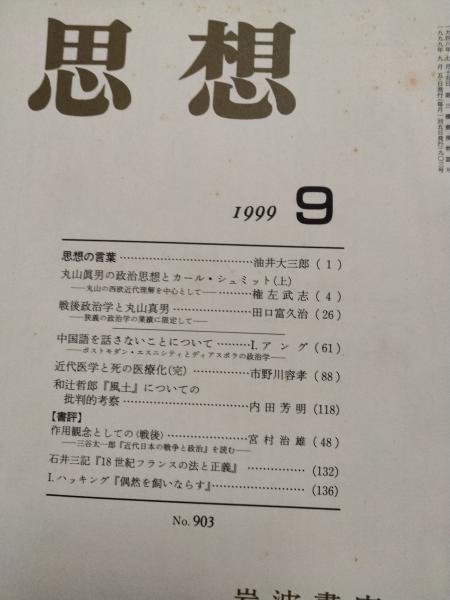 思想
1999 9
思想の言葉…………………………油井大三郎 ( 1 )
丸山眞男の政治思想とカール・シュミット(上)
——丸山の西欧近代理解を中心として——………権左武志 ( 4 )
戦後政治学と丸山真男………………田口富久治 (26)
——狭義の政治学の業績に限定して——
中国語を話さないことについて………I. アング (61)
——ポストモダン・エスニシティとディアスポラの政治学——
近代医学と死の医療化(完)……………市野川容孝 (88)
和辻哲郎『風土』についての
批判的考察……………………内田芳明 (118)
【書評】
作用観念としての〈戦後〉……………………宮村治雄 (48)
——三谷太一郎『近代日本の戦争と政治』を読む——
石井三記『18世紀フランスの法と正義』……………(132)
I. ハッキング『偶然を飼いならす』……………………(136)
No. 903
岩波書店